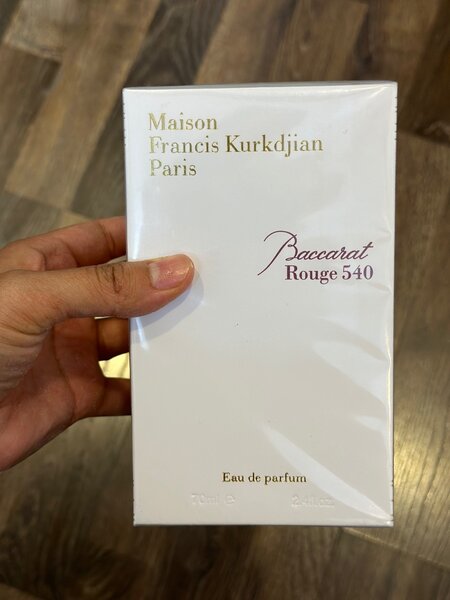 Maison
Francis Kurkdjian
Paris
Baccarat
Rouge 540
Eau de parfum
70ml ℮ 2.4fl.oz